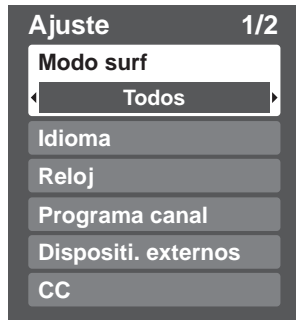 Ajuste 1/2
Modo surf
Todos
Idioma
Reloj
Programa canal
Dispositi. externos
CC